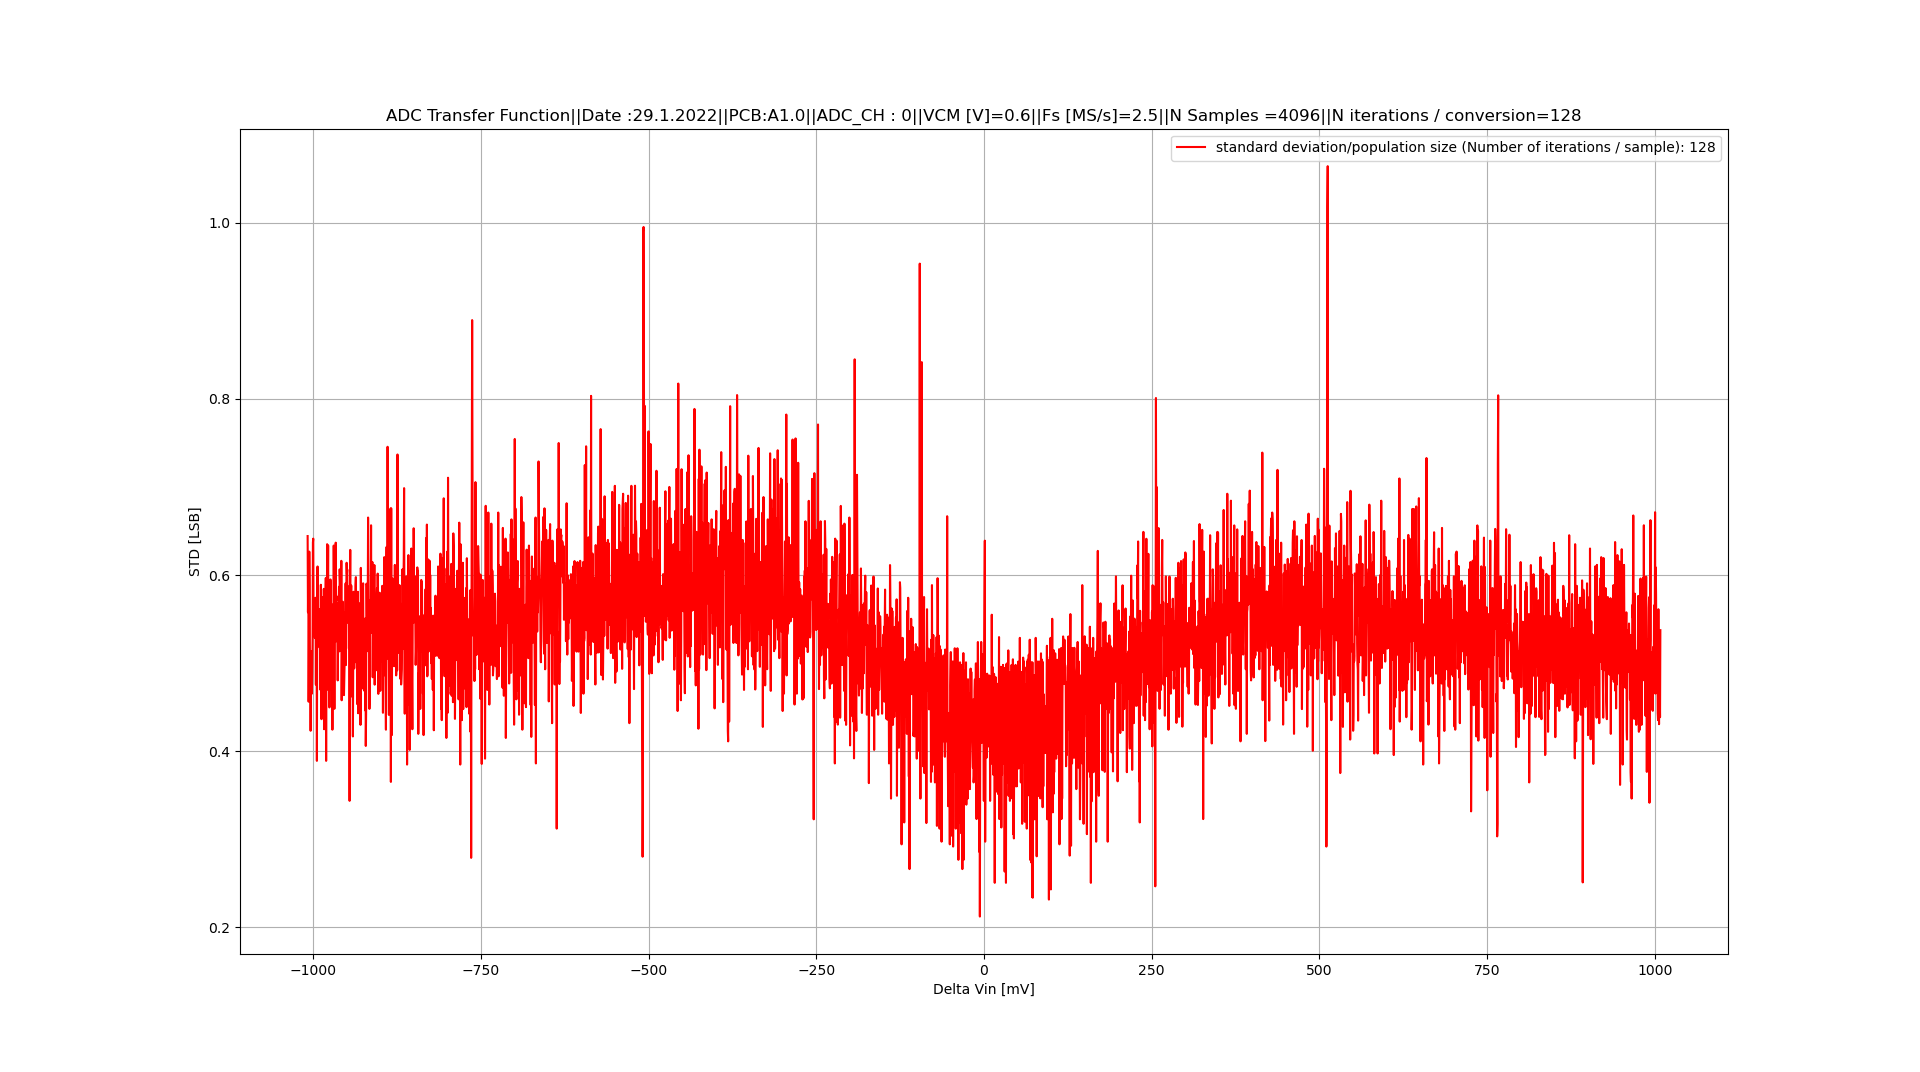 ADC Transfer Function||Date :29.1.2022||PCB:A1.0||ADC_CH : 0||VCM [V]=0.6||Fs [MS/s]=2.5||N Samples =4096||N iterations / conversion=128
standard deviation/population size (Number of iterations / sample): 128
1.0
0.8
0.6
0.4
0.2
STD [LSB]
−1000 −750 −500 −250 0 250 500 750 1000
Delta Vin [mV]